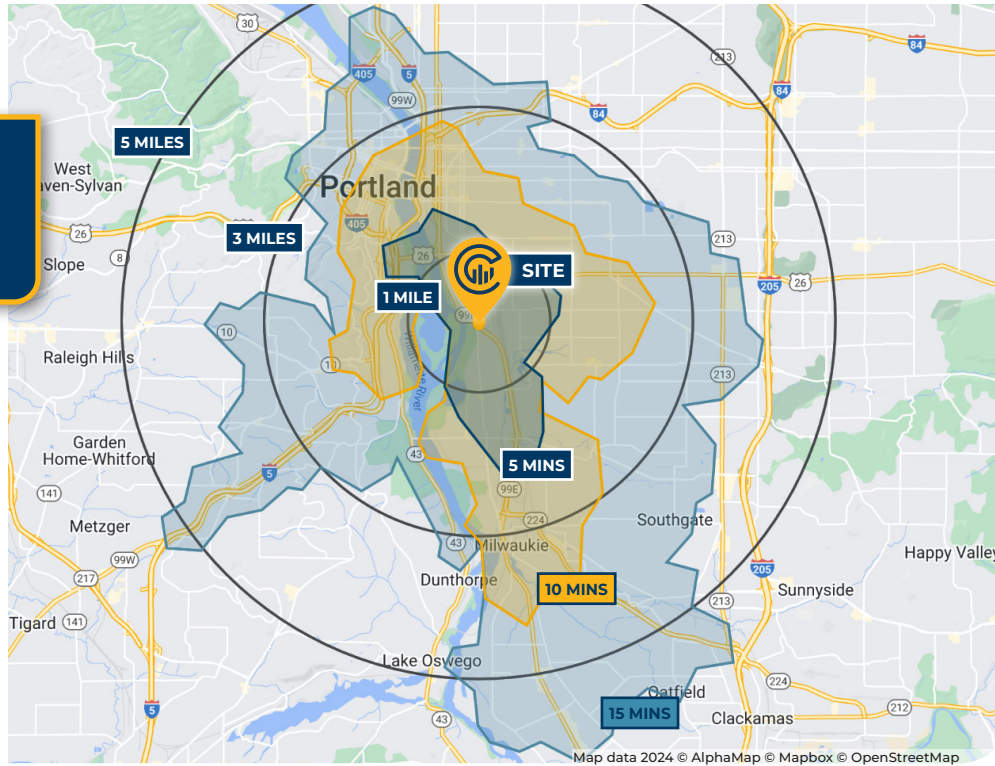 30
405
5
84
213
99W
84
84
5 MILES
West
aven-Sylvan
Portland
405
26
3 MILES
213
8
Slope
26
SITE
26
205
1 MILE
10
Raleigh Hills
10
Willamette River
213
Garden
Home-Whitford
43
5
5 MINS
141
99E
Metzger
224
Southgate
99W
43
Milwaukie
Happy Valley
217
Dunthorpe
205
10 MINS
Sunnyside
213
Tigard
141
Lake Oswego
224
Oatfield
5
15 MINS
212
43
Clackamas
Map data 2024 © AlphaMap © Mapbox © OpenStreetMap